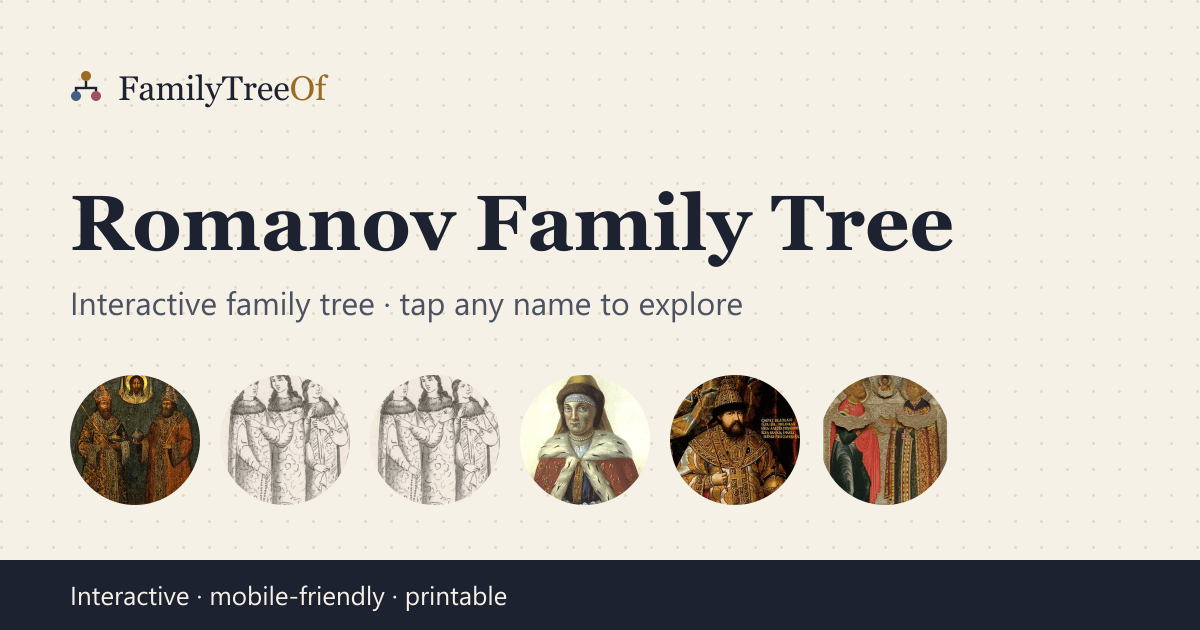 FamilyTreeOf
Romanov Family Tree
Interactive family tree · tap any name to explore
Interactive · mobile-friendly · printable